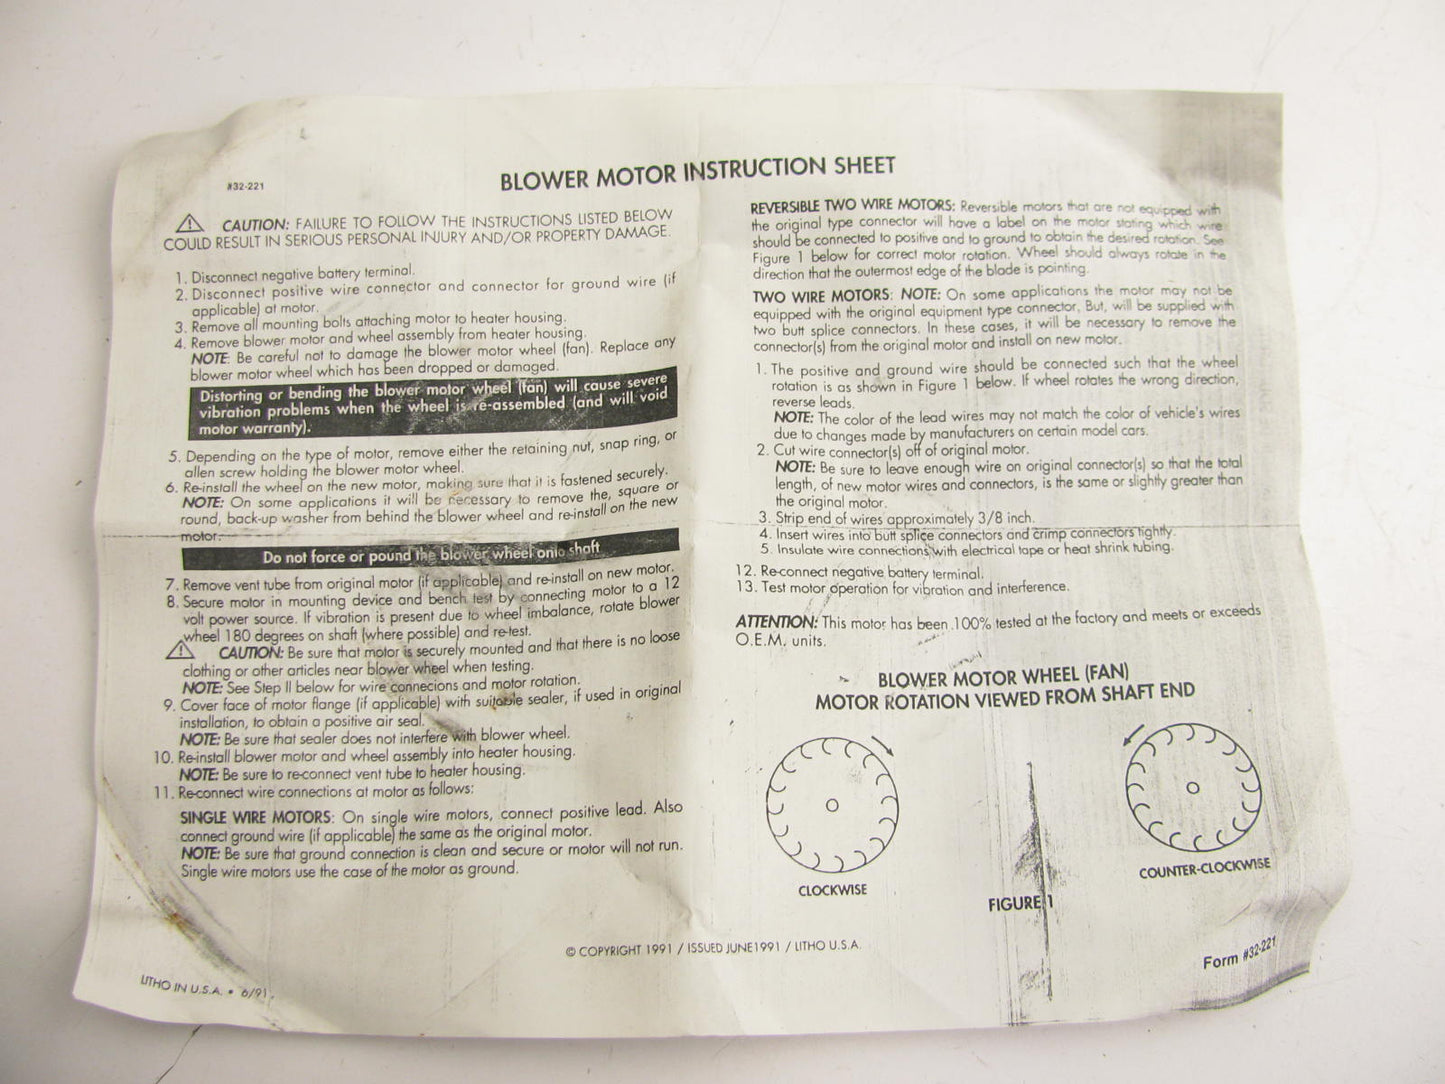 #32-221
BLOWER MOTOR INSTRUCTION SHEET
CAUTION: FAILURE TO FOLLOW THE INSTRUCTIONS LISTED BELOW
COULD RESULT IN SERIOUS PERSONAL INJURY AND/OR PROPERTY DAMAGE.
1. Disconnect negative battery terminal.
2. Disconnect positive wire connector and connector for ground wire (if
applicable) at motor.
3. Remove all mounting bolts attaching motor to heater housing.
4. Remove blower motor and wheel assembly from heater housing.
NOTE: Be careful not to damage the blower motor wheel (fan). Replace any
blower motor wheel which has been dropped or damaged.
Distorting or bending the blower motor wheel (fan) will cause severe
vibration problems when the wheel is re-assembled (and will void
motor warranty).
5. Depending on the type of motor, remove either the retaining nut, snap ring, or
allen screw holding the blower motor wheel.
6. Re-install the wheel on the new motor, making sure that it is fastened securely.
NOTE: On some applications it will be necessary to remove the, square or
round, back-up washer from behind the blower wheel and re-install on the new
motor.
Do not force or pound the blower wheel onto shaft
7. Remove vent tube from original motor (if applicable) and re-install on new motor.
8. Secure motor in mounting device and bench test by connecting motor to a 12
volt power source. If vibration is present due to wheel imbalance, rotate blower
wheel 180 degrees on shaft (where possible) and re-test.
CAUTION: Be sure that motor is securely mounted and that there is no loose
clothing or other articles near blower wheel when testing.
NOTE: See Step II below for wire connecions and motor rotation.
9. Cover face of motor flange (if applicable) with suitable sealer, if used in original
installation, to obtain a positive air seal.
NOTE: Be sure that sealer does not interfere with blower wheel.
10. Re-install blower motor and wheel assembly into heater housing.
NOTE: Be sure to re-connect vent tube to heater housing.
11. Re-connect wire connections at motor as follows:
SINGLE WIRE MOTORS: On single wire motors, connect positive lead. Also
connect ground wire (if applicable) the same as the original motor.
NOTE: Be sure that ground connection is clean and secure or motor will not run.
Single wire motors use the case of the motor as ground.
REVERSIBLE TWO WIRE MOTORS: Reversible motors that are not equipped with
the original type connector will have a label on the motor stating which wire
should be connected to positive and to ground to obtain the desired rotation. See
Figure 1 below for correct motor rotation. Wheel should always rotate in the
direction that the outermost edge of the blade is pointing.
TWO WIRE MOTORS: NOTE: On some applications the motor may not be
equipped with the original equipment type connector. But, will be supplied with
two butt splice connectors. In these cases, it will be necessary to remove the
connector(s) from the original motor and install on new motor.
1. The positive and ground wire should be connected such that the wheel
rotation is as shown in Figure 1 below. If wheel rotates the wrong direction,
reverse leads.
NOTE: The color of the lead wires may not match the color of vehicle's wires
due to changes made by manufacturers on certain model cars.
2. Cut wire connector(s) off of original motor.
NOTE: Be sure to leave enough wire on original connector(s) so that the total
length, of new motor wires and connectors, is the same or slightly greater than
the original motor.
3. Strip end of wires approximately 3/8 inch.
4. Insert wires into butt splice connectors and crimp connectors tightly.
5. Insulate wire connections with electrical tape or heat shrink tubing.
12. Re-connect negative battery terminal.
13. Test motor operation for vibration and interference.
ATTENTION: This motor has been 100% tested at the factory and meets or exceeds
O.E.M. units.
BLOWER MOTOR WHEEL (FAN)
MOTOR ROTATION VIEWED FROM SHAFT END
CLOCKWISE
COUNTER-CLOCKWISE
FIGURE 1
© COPYRIGHT 1991 / ISSUED JUNE1991 / LITHO U.S.A.
Form #32-221
LITHO IN U.S.A. • 6/91